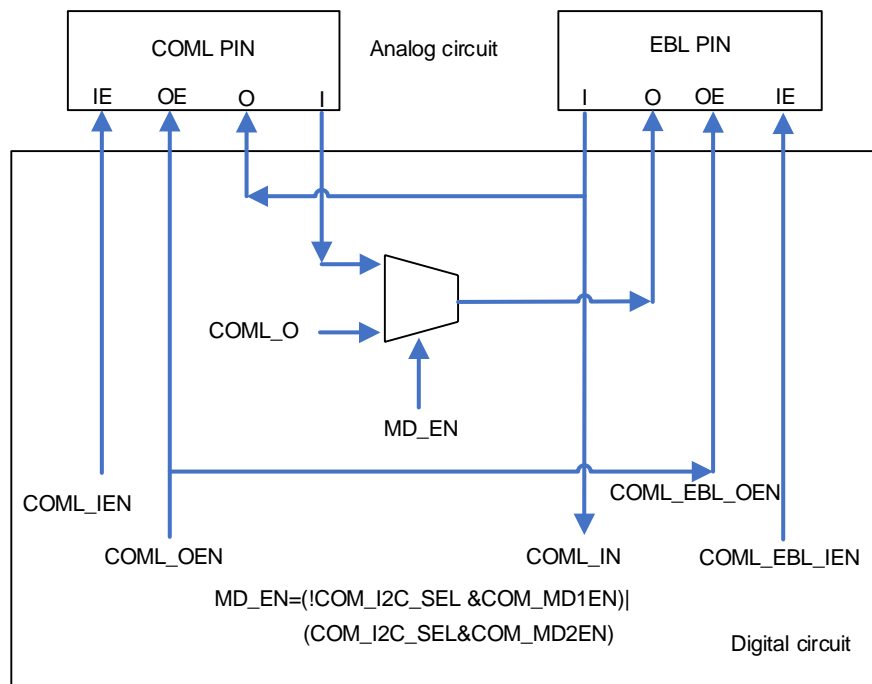 COML PIN
Analog circuit
EBL PIN
IE OE O I
I O OE IE
COML_O
MD_EN
COML_IEN
COML_EBL_OEN
COML_OEN
COML_IN
COML_EBL_IEN
MD_EN=(!COM_I2C_SEL &COM_MD1EN)|
(COM_I2C_SEL&COM_MD2EN)
Digital circuit